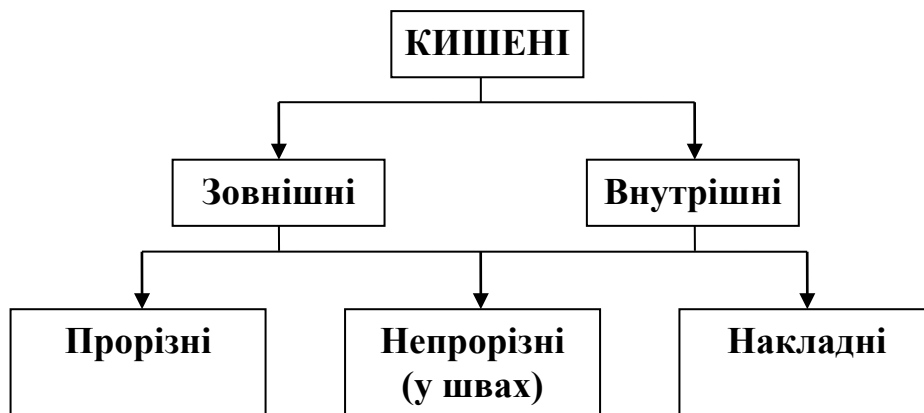 КИШЕНІ
Зовнішні
Внутрішні
Прорізні
Непрорізні
(у швах)
Накладні